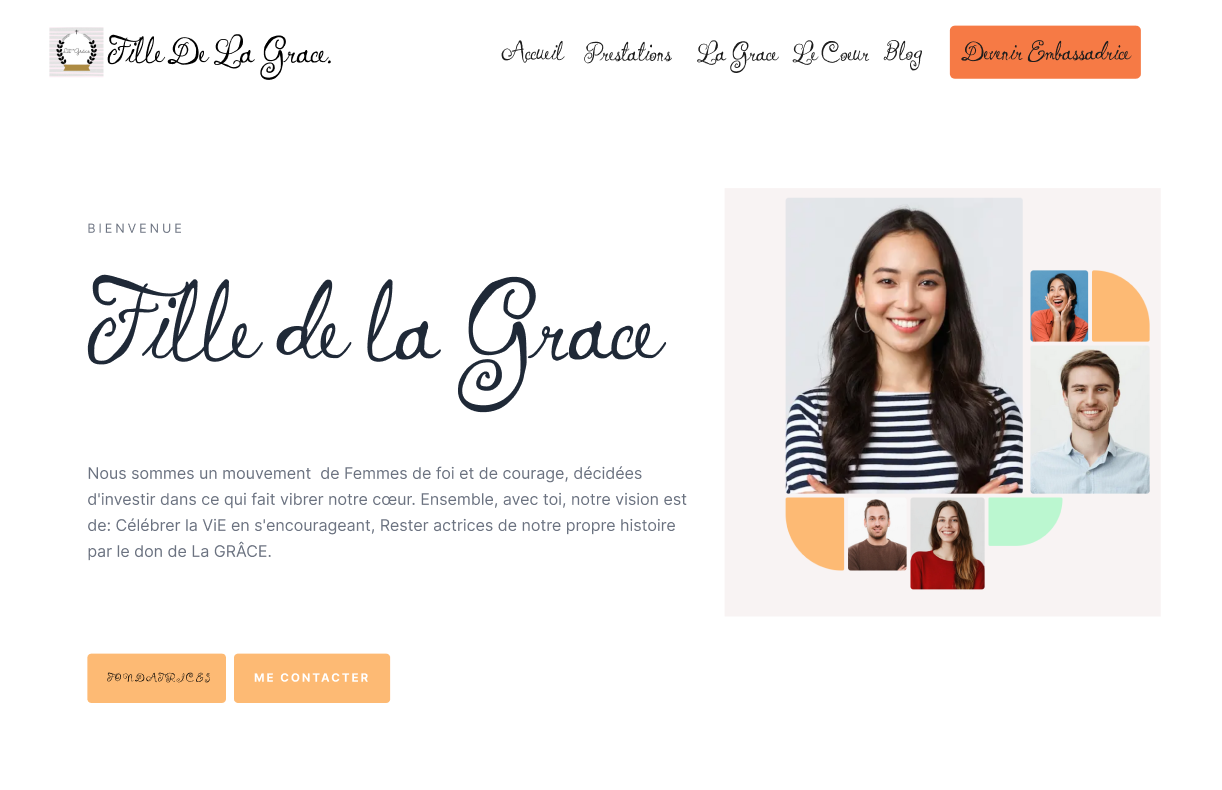 Fille De La Grace.
Accueil Prestations La Grace Le Coeur Blog Devenir Embassadrice
BIENVENUE
Fille de la Grace
Nous sommes un mouvement  de Femmes de foi et de courage, décidées
d'investir dans ce qui fait vibrer notre cœur. Ensemble, avec toi, notre vision est
de: Célébrer la ViE en s'encourageant, Rester actrices de notre propre histoire
par le don de La GRÂCE.
FONDATRICES ME CONTACTER